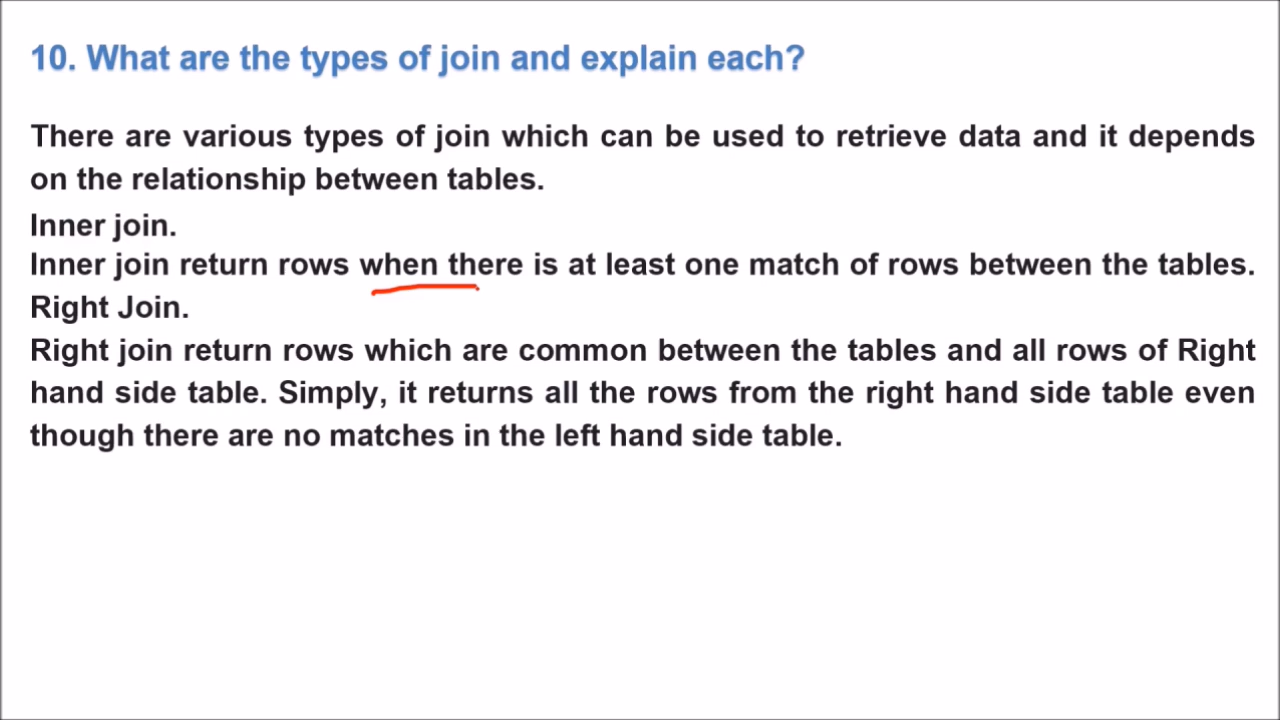 10. What are the types of join and explain each?
There are various types of join which can be used to retrieve data and it depends
on the relationship between tables.
Inner join.
Inner join return rows when there is at least one match of rows between the tables.
Right Join.
Right join return rows which are common between the tables and all rows of Right
hand side table. Simply, it returns all the rows from the right hand side table even
though there are no matches in the left hand side table.